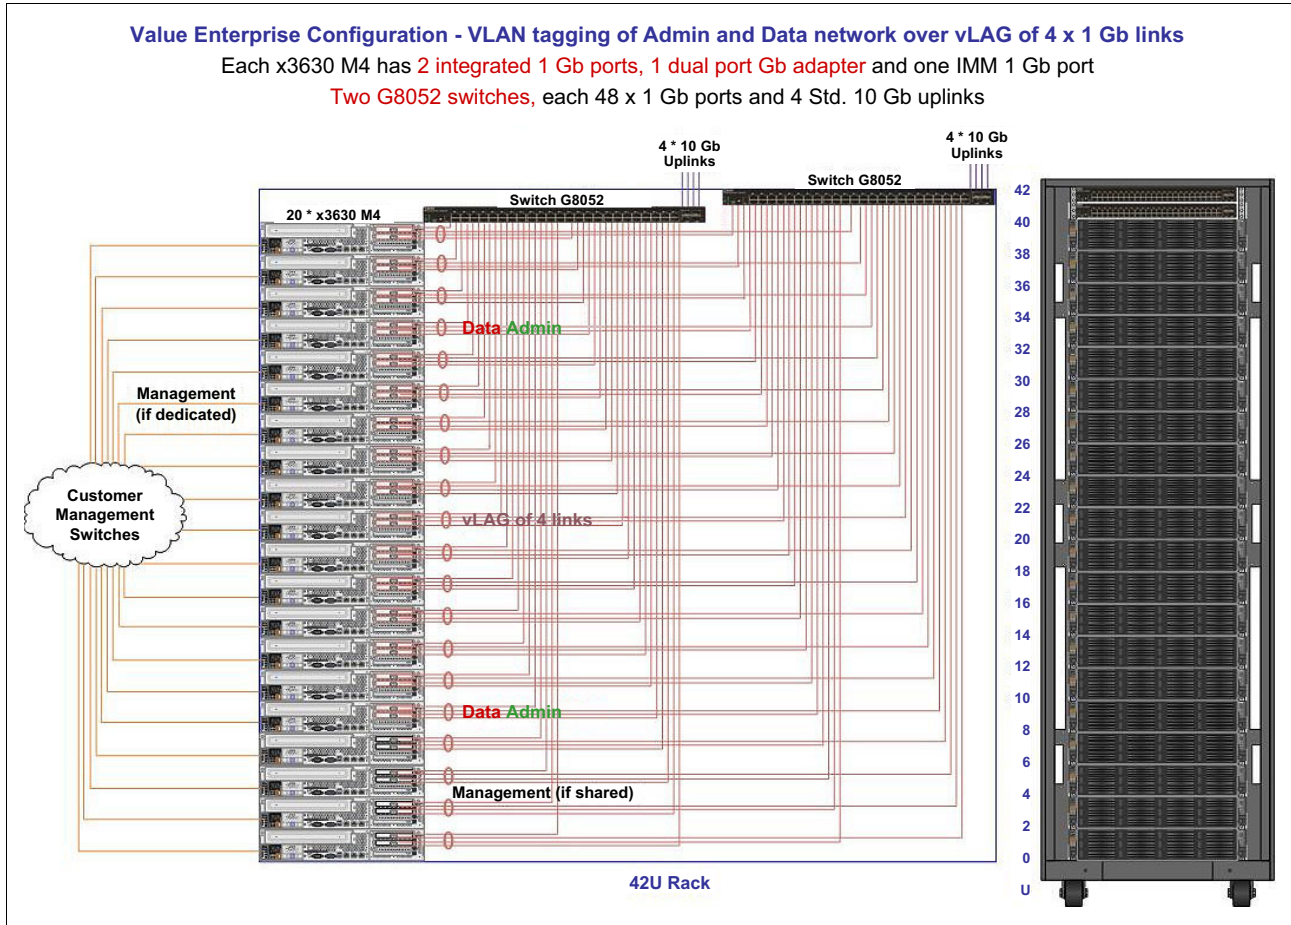 Value Enterprise Configuration - VLAN tagging of Admin and Data network over vLAG of 4 x 1 Gb links
Each x3630 M4 has 2 integrated 1 Gb ports, 1 dual port Gb adapter and one IMM 1 Gb port
Two G8052 switches, each 48 x 1 Gb ports and 4 Std. 10 Gb uplinks
4 * 10 Gb
Uplinks
4 * 10 Gb
Uplinks
Switch G8052
Switch G8052
20 * x3630 M4
Data Admin
Management
(if dedicated)
Customer
Management
Switches
vLAG of 4 links
Data Admin
Management (if shared)
42U Rack
42
40
38
36
34
32
30
28
26
24
22
20
18
16
14
12
10
8
6
4
2
0
U